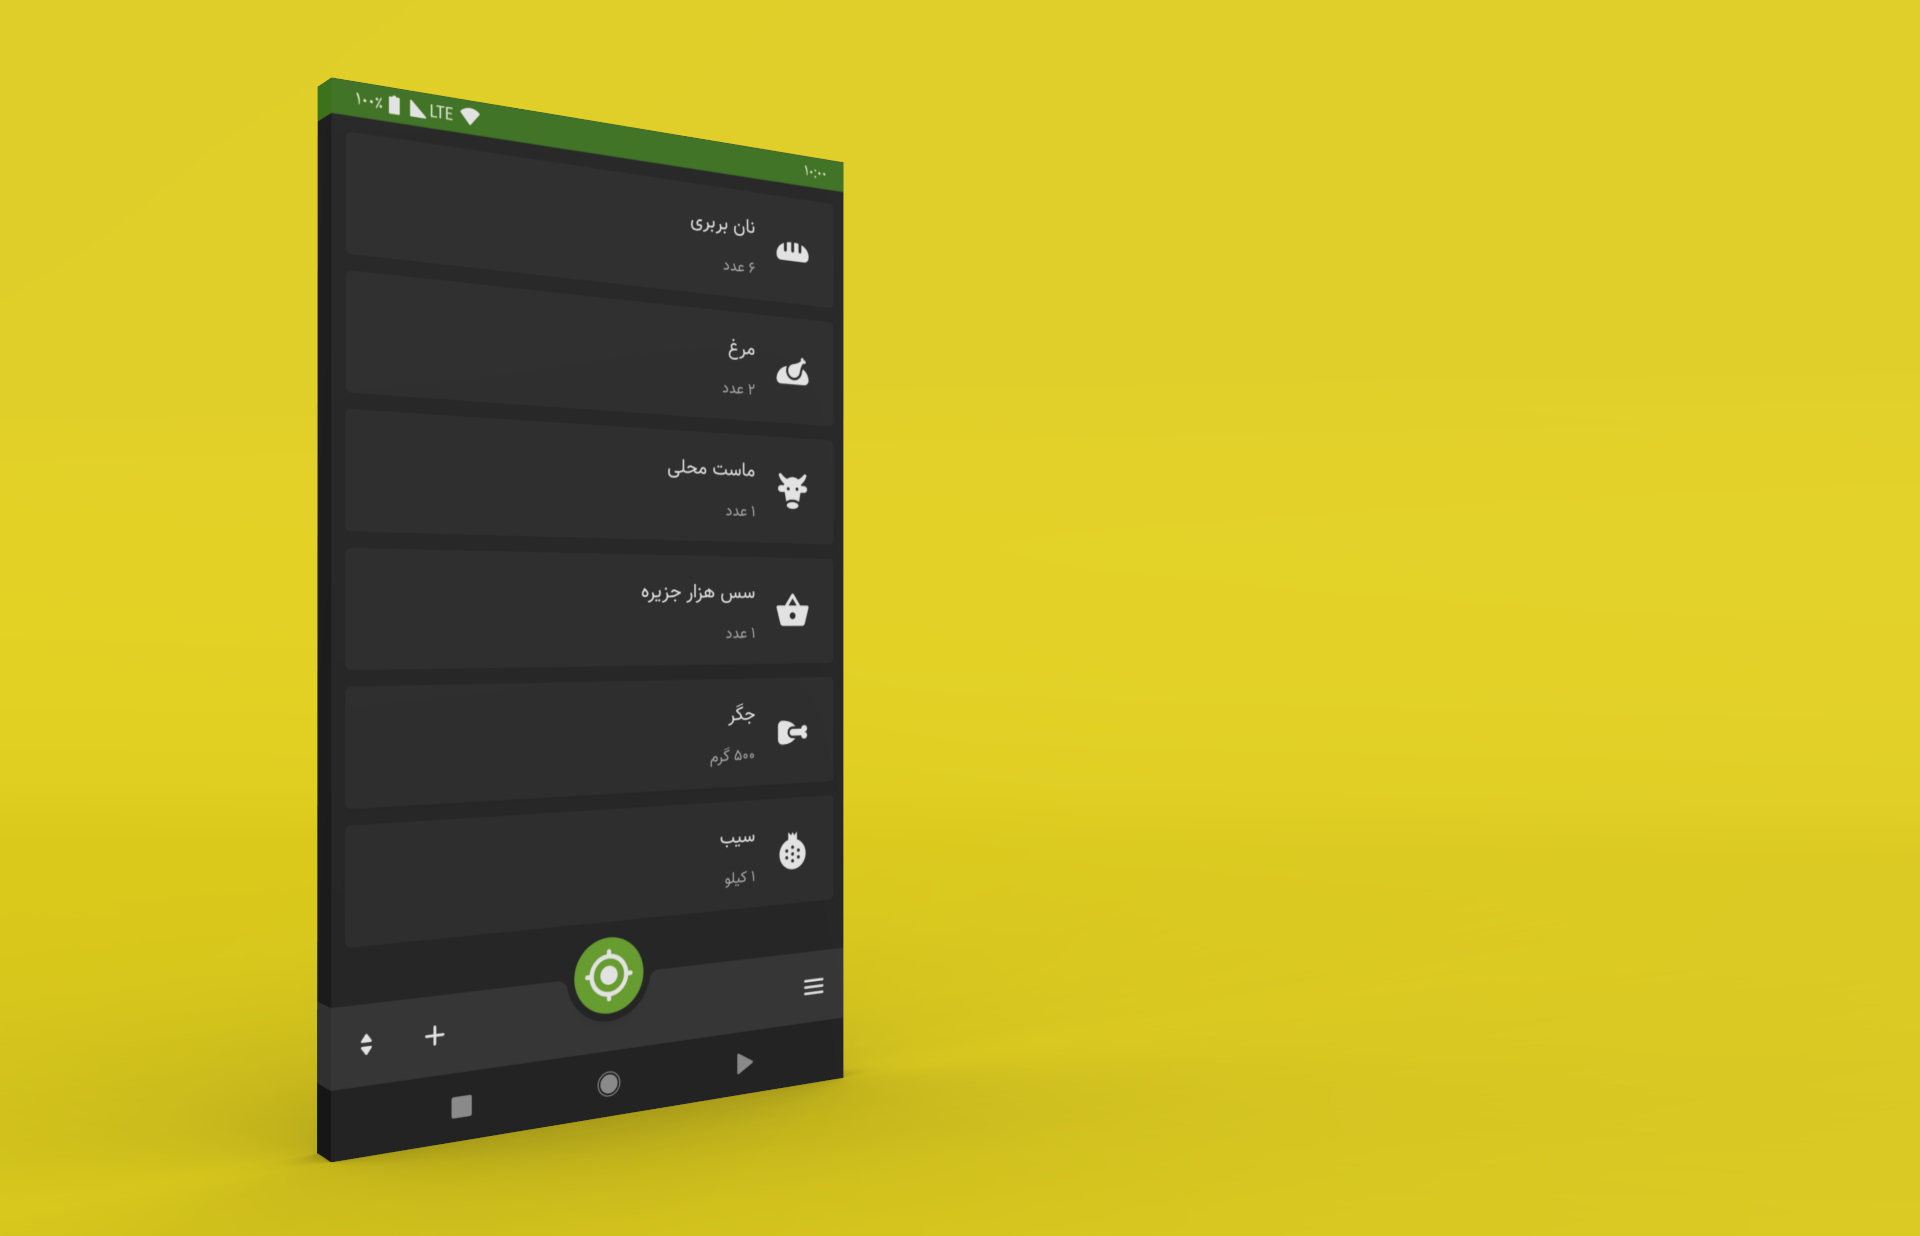 ۱۰۰٪ LTE
۱۰:۰۰
نان بربری
۶ عدد
مرغ
۲ عدد
ماست محلی
۱ عدد
سس هزار جزیره
۱ عدد
جگر
۵۰۰ گرم
سیب
۱ کیلو